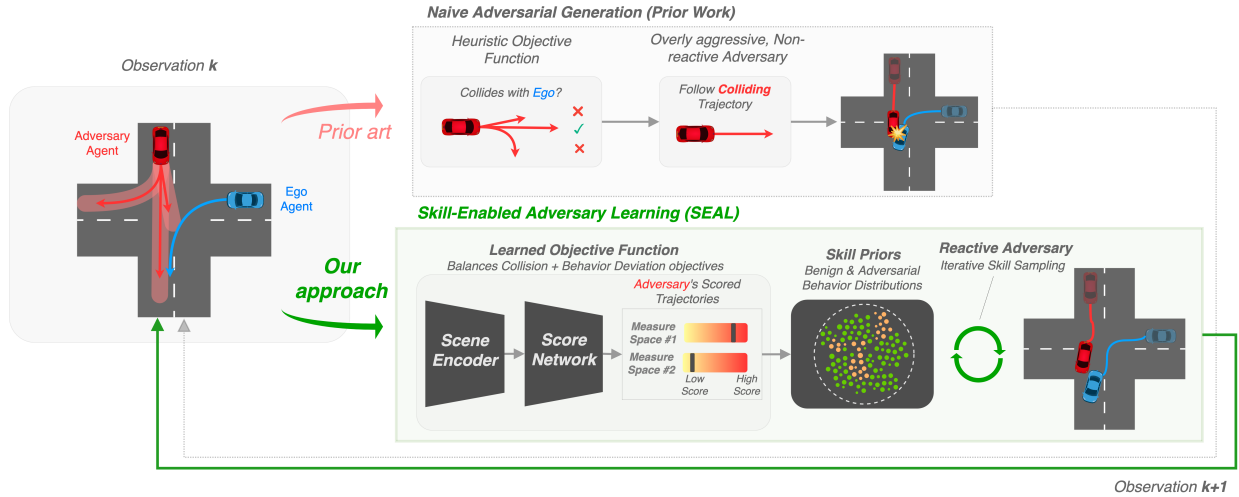 Naive Adversarial Generation (Prior Work)
Observation k
Adversary
Agent
Ego
Agent
Prior art
Our
approach
Heuristic Objective
Function
Collides with Ego?
Overly aggressive, Non-
reactive Adversary
Follow Colliding
Trajectory
Skill-Enabled Adversary Learning (SEAL)
Learned Objective Function
Balances Collision + Behavior Deviation objectives
Scene
Encoder
Score
Network
Adversary's Scored
Trajectories
Measure
Space #1
Measure
Space #2
Low
Score
High
Score
Skill Priors
Benign & Adversarial
Behavior Distributions
Reactive Adversary
Iterative Skill Sampling
Observation k+1